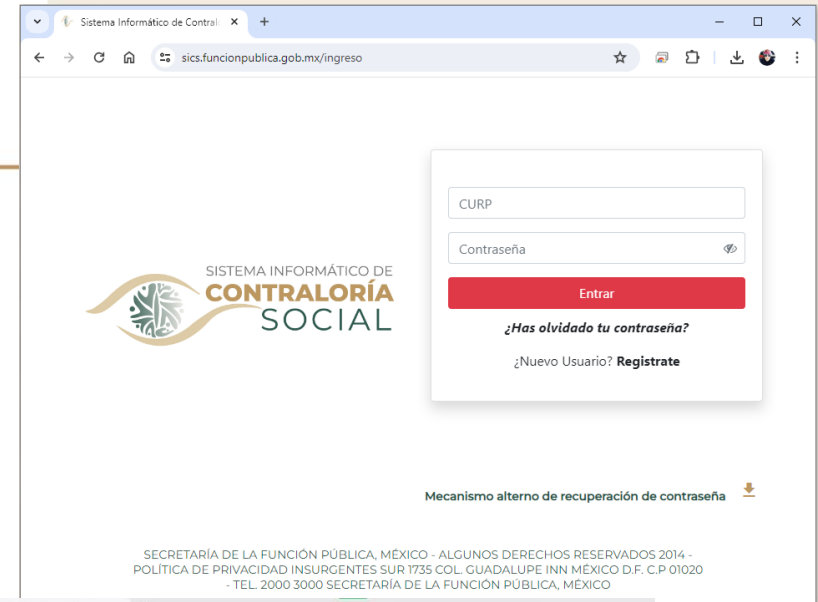 Sistema Informático de Contral
sics.funcionpublica.gob.mx/ingreso
CURP
Contraseña
Entrar
¿Has olvidado tu contraseña?
¿Nuevo Usuario? Registrate
SISTEMA INFORMÁTICO DE
CONTRALORÍA
SOCIAL
Mecanismo alterno de recuperación de contraseña
SECRETARÍA DE LA FUNCIÓN PÚBLICA, MÉXICO - ALGUNOS DERECHOS RESERVADOS 2014 -
POLÍTICA DE PRIVACIDAD INSURGENTES SUR 1735 COL. GUADALUPE INN MÉXICO D.F. C.P 01020
- TEL. 2000 3000 SECRETARÍA DE LA FUNCIÓN PÚBLICA, MÉXICO